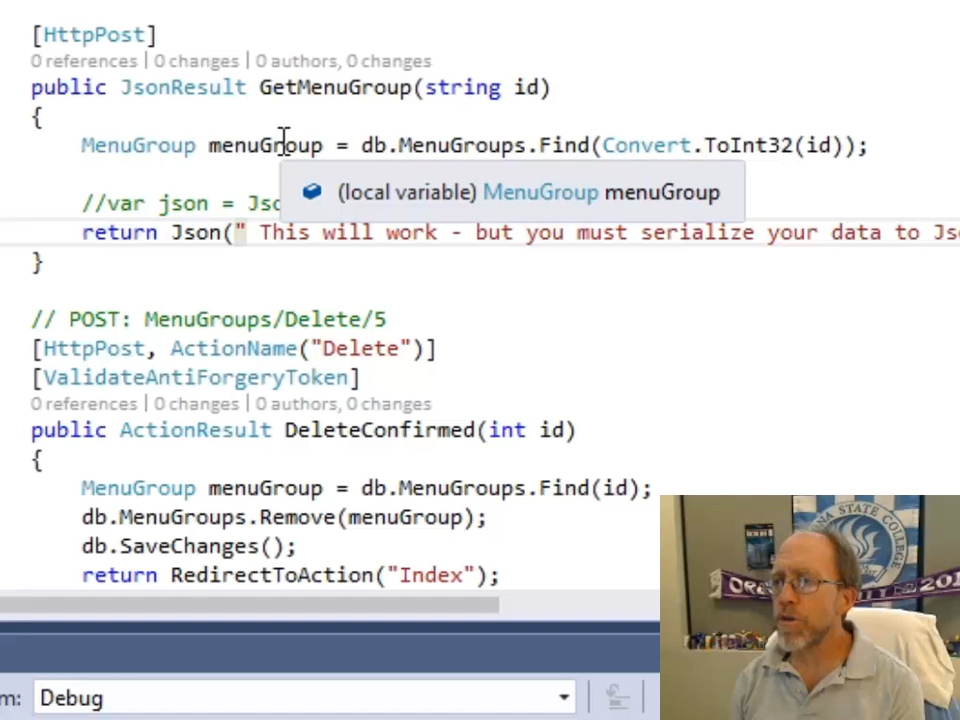 [HttpPost]
0 references | 0 changes | 0 authors, 0 changes
public JsonResult GetMenuGroup(string id)
{
MenuGroup menuGroup = db.MenuGroups.Find(Convert.ToInt32(id));
(local variable) MenuGroup menuGroup
//var json = Jso
return Json(" This will work - but you must serialize your data to Js
}
// POST: MenuGroups/Delete/5
[HttpPost, ActionName("Delete")]
[ValidateAntiForgeryToken]
0 references | 0 changes | 0 authors, 0 changes
public ActionResult DeleteConfirmed(int id)
{
MenuGroup menuGroup = db.MenuGroups.Find(id);
db.MenuGroups.Remove(menuGroup);
db.SaveChanges();
return RedirectToAction("Index");
STATE COLLEGE
m: Debug